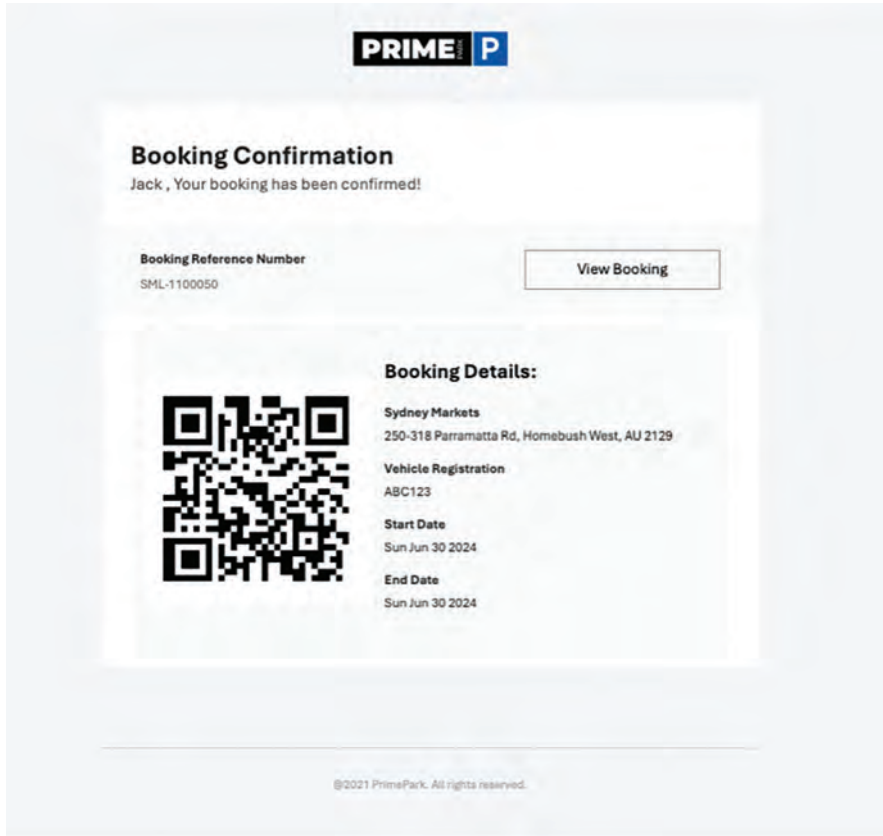 PRIME PARK P
Booking Confirmation
Jack , Your booking has been confirmed!
Booking Reference Number
SML-1100050
View Booking
Booking Details:
Sydney Markets
250-318 Parramatta Rd, Homebush West, AU 2129
Vehicle Registration
ABC123
Start Date
Sun Jun 30 2024
End Date
Sun Jun 30 2024
@2021 PrimePark. All rights reserved.